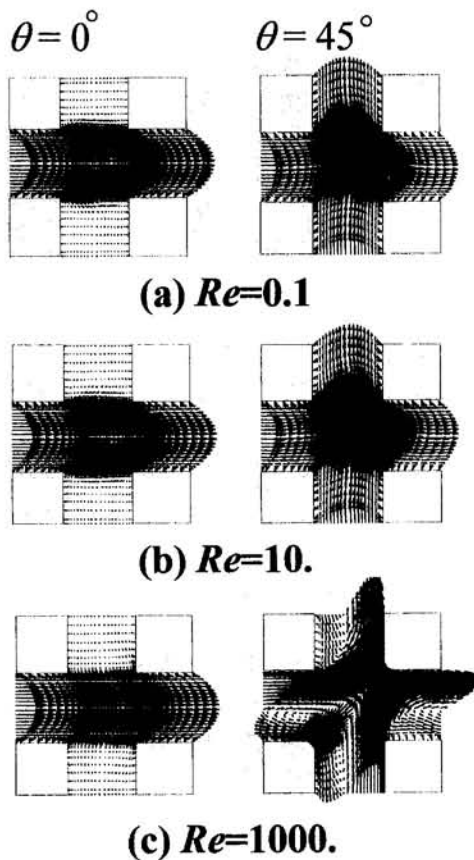 θ = 0° θ = 45°
(a) Re=0.1
(b) Re=10.
(c) Re=1000.